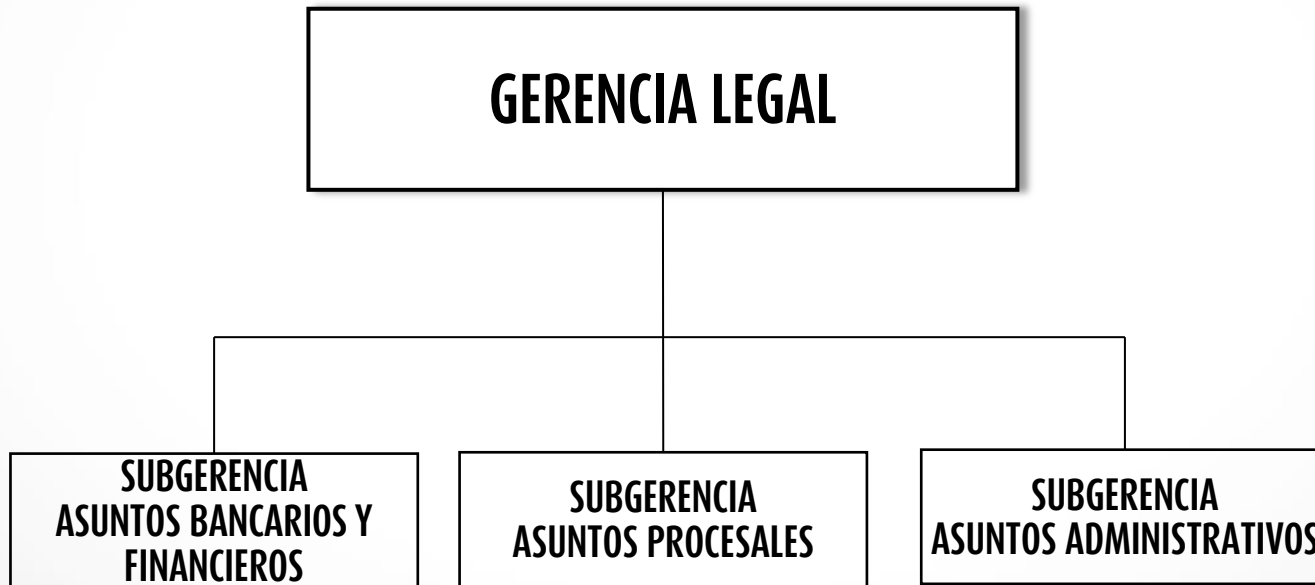 GERENCIA LEGAL
SUBGERENCIA
ASUNTOS BANCARIOS Y
FINANCIEROS
SUBGERENCIA
ASUNTOS PROCESALES
SUBGERENCIA
ASUNTOS ADMINISTRATIVOS